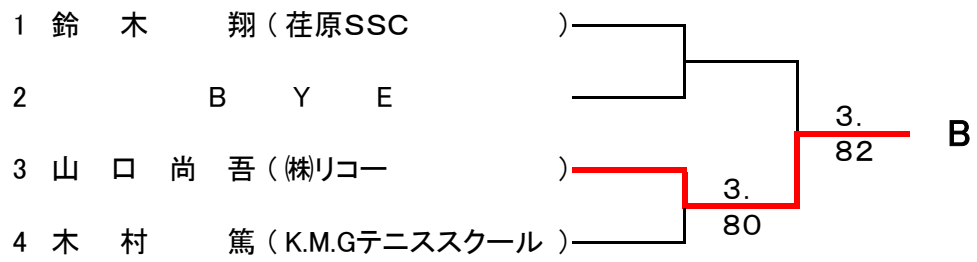 1 鈴 木 翔 ( 荏原SSC )
2 B Y E
3.
82
B
3 山 口 尚 吾 ( ㈱リコー )
3.
80
4 木 村 篤 ( K.M.Gテニススクール )